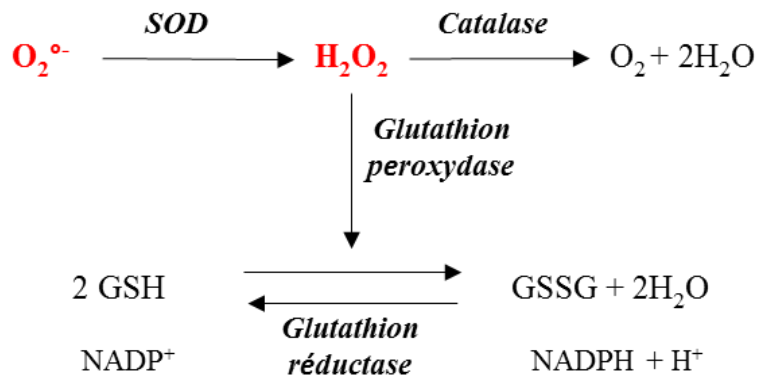 SOD
Catalase
O₂°⁻
H₂O₂
O₂ + 2H₂O
Glutathion
peroxydase
2 GSH
GSSG + 2H₂O
Glutathion
réductase
NADP⁺
NADPH + H⁺